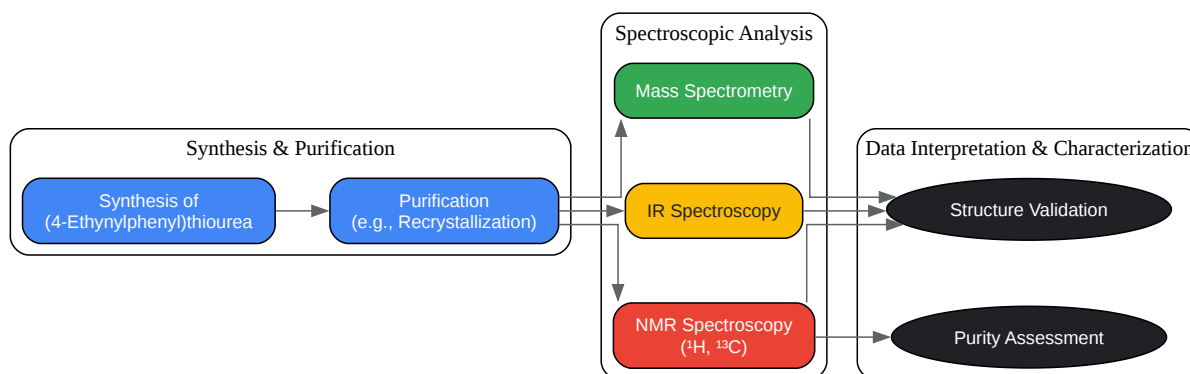 Synthesis & Purification
Synthesis of
(4-Ethynylphenyl)thiourea
Purification
(e.g., Recrystallization)
Spectroscopic Analysis
Mass Spectrometry
IR Spectroscopy
NMR Spectroscopy
(¹H, ¹³C)
Data Interpretation & Characterization
Structure Validation
Purity Assessment